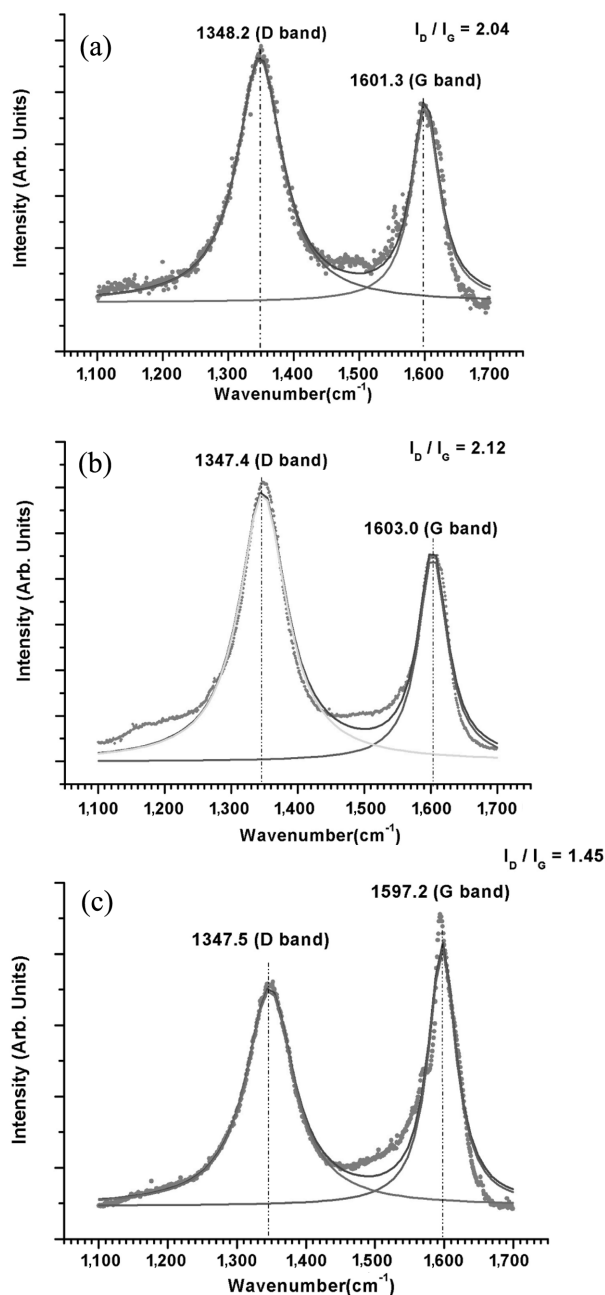 (a)
1348.2 (D band)
I_D / I_G = 2.04
1601.3 (G band)
Intensity (Arb. Units)
1,100 1,200 1,300 1,400 1,500 1,600 1,700
Wavenumber(cm⁻¹)
(b)
1347.4 (D band)
I_D / I_G = 2.12
1603.0 (G band)
Intensity (Arb. Units)
1,100 1,200 1,300 1,400 1,500 1,600 1,700
Wavenumber(cm⁻¹)
I_D / I_G = 1.45
(c)
1597.2 (G band)
1347.5 (D band)
Intensity (Arb. Units)
1,100 1,200 1,300 1,400 1,500 1,600 1,700
Wavenumber(cm⁻¹)